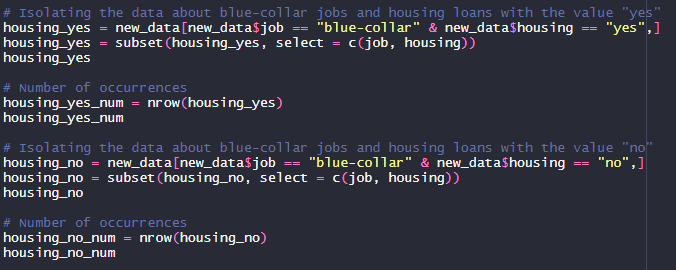 # Isolating the data about blue-collar jobs and housing loans with the value "yes"
housing_yes = new_data[new_data$job == "blue-collar" & new_data$housing == "yes",]
housing_yes = subset(housing_yes, select = c(job, housing))
housing_yes
# Number of occurrences
housing_yes_num = nrow(housing_yes)
housing_yes_num
# Isolating the data about blue-collar jobs and housing loans with the value "no"
housing_no = new_data[new_data$job == "blue-collar" & new_data$housing == "no",]
housing_no = subset(housing_no, select = c(job, housing))
housing_no
# Number of occurrences
housing_no_num = nrow(housing_no)
housing_no_num